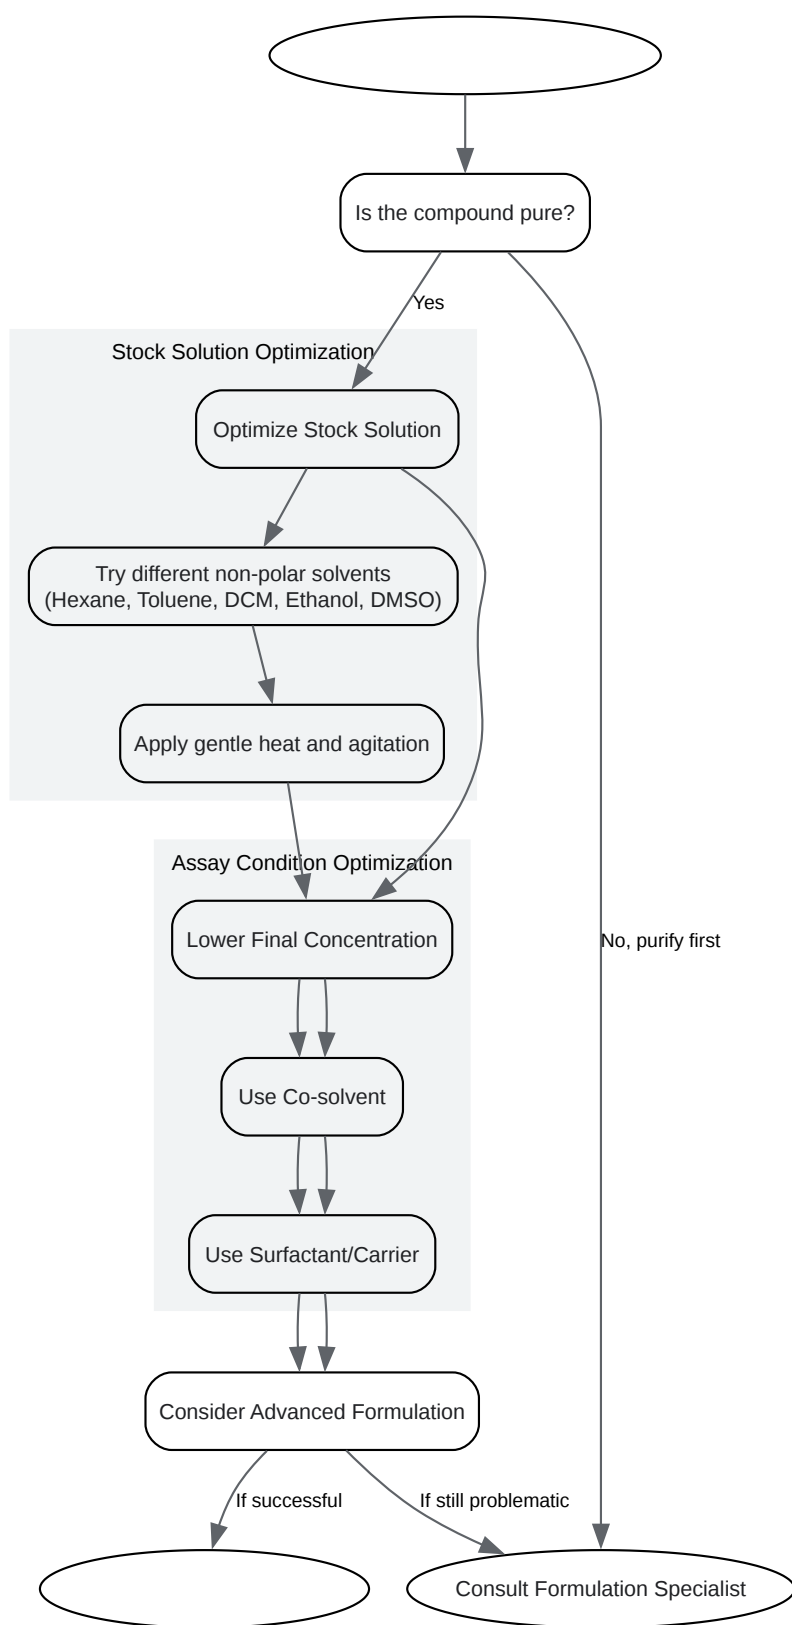 Is the compound pure?
Yes
Stock Solution Optimization
Optimize Stock Solution
Try different non-polar solvents
(Hexane, Toluene, DCM, Ethanol, DMSO)
Apply gentle heat and agitation
Assay Condition Optimization
Lower Final Concentration
No, purify first
Use Co-solvent
Use Surfactant/Carrier
Consider Advanced Formulation
If successful
If still problematic
Consult Formulation Specialist